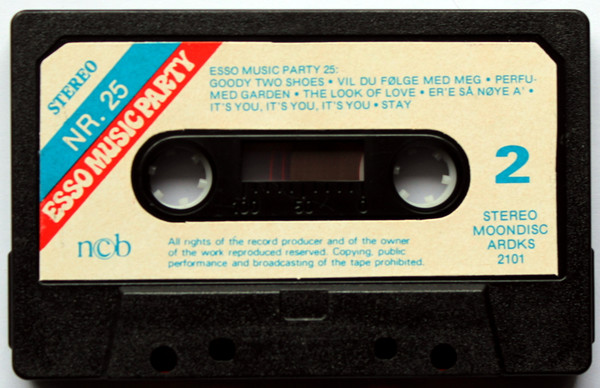 STEREO
NR. 25
ESSO MUSIC PARTY
ESSO MUSIC PARTY 25:
GOODY TWO SHOES • VIL DU FØLGE MED MEG • PERFU-
MED GARDEN • THE LOOK OF LOVE • ER'E SÅ NØYE A' •
IT'S YOU, IT'S YOU, IT'S YOU • STAY
2
STEREO
MOONDISC
ARDKS
2101
n©b
All rights of the record producer and of the owner
of the work reproduced reserved. Copying, public
performance and broadcasting of the tape prohibited.